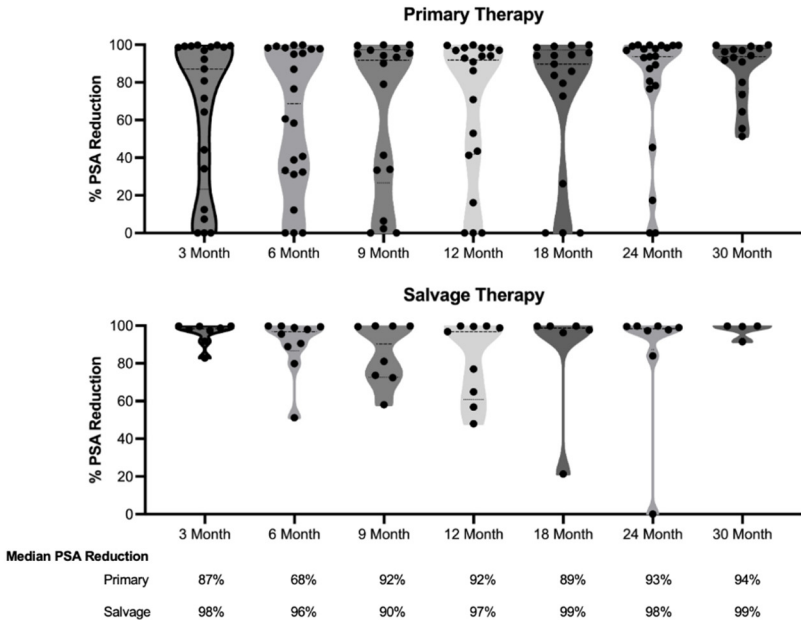 Primary Therapy
% PSA Reduction
100
80
60
40
20
0
3 Month 6 Month 9 Month 12 Month 18 Month 24 Month 30 Month
Salvage Therapy
% PSA Reduction
100
80
60
40
20
0
3 Month 6 Month 9 Month 12 Month 18 Month 24 Month 30 Month
Median PSA Reduction
Primary 87% 68% 92% 92% 89% 93% 94%
Salvage 98% 96% 90% 97% 99% 98% 99%